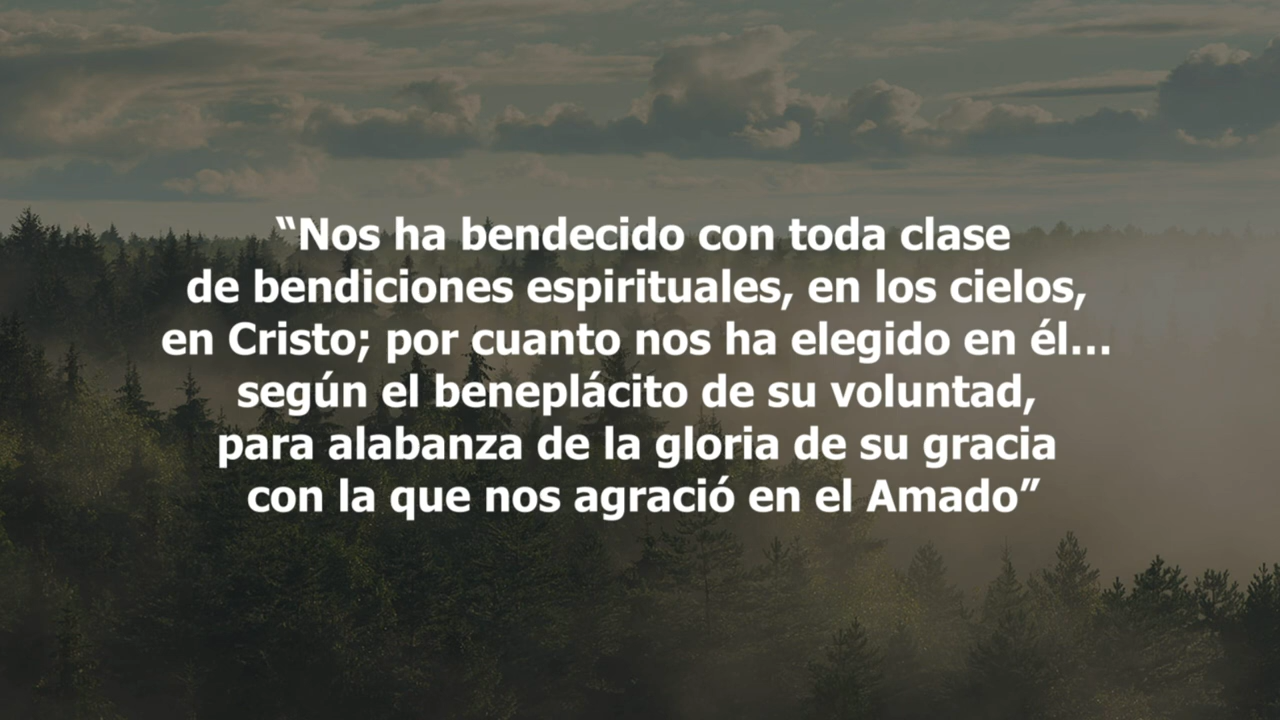 “Nos ha bendecido con toda clase
de bendiciones espirituales, en los cielos,
en Cristo; por cuanto nos ha elegido en él...
según el beneplácito de su voluntad,
para alabanza de la gloria de su gracia
con la que nos agració en el Amado”